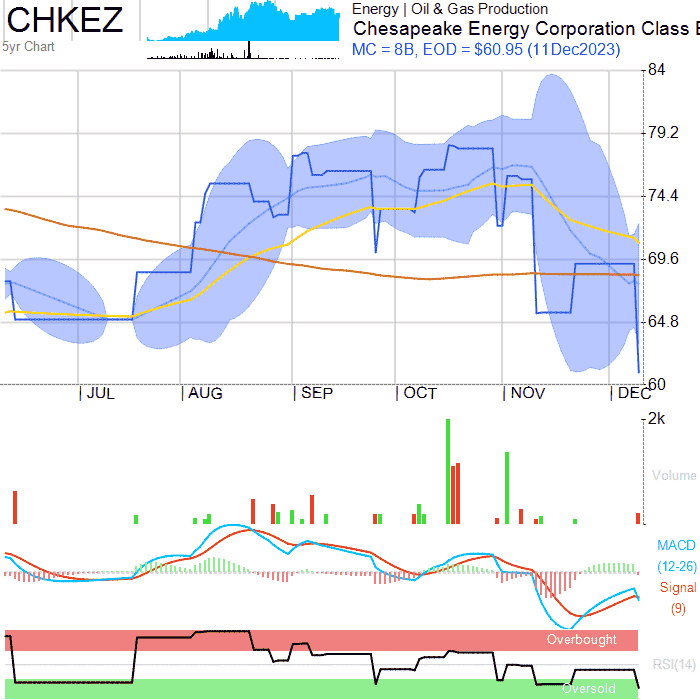 CHKEZ
Energy | Oil & Gas Production
5yr Chart
Chesapeake Energy Corporation Class B
MC = 8B, EOD = $60.95 (11Dec2023)
84
79.2
74.4
69.6
64.8
60
| JUL
| AUG
| SEP
| OCT
| NOV
| DEC
2k
Volume
MACD
(12-26)
Signal
(9)
Overbought
RSI(14)
Oversold